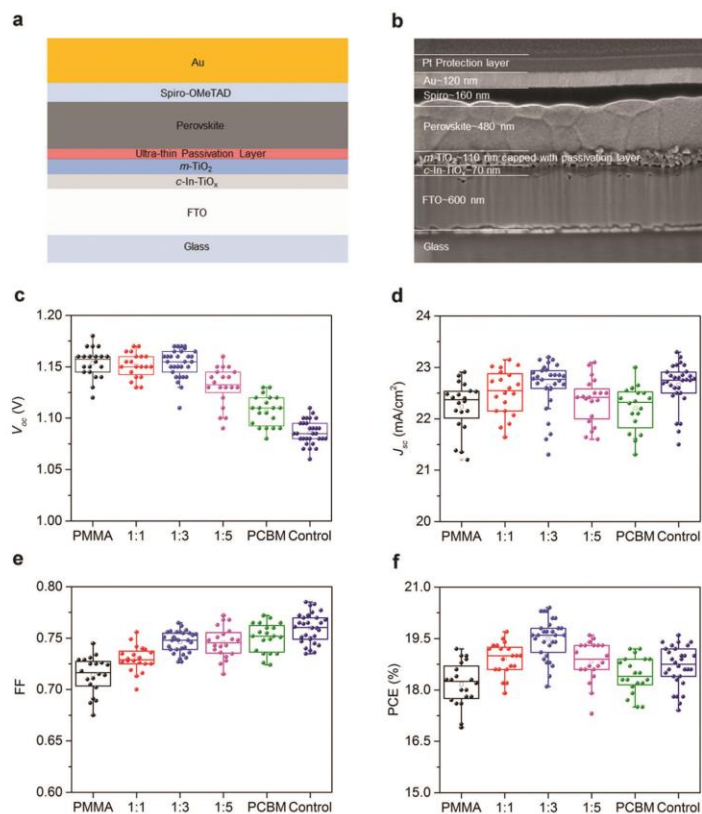 a
Au
Spiro-OMeTAD
Perovskite
Ultra-thin Passivation Layer
m-TiO₂
c-In-TiOₓ
FTO
Glass
b
Pt Protection layer
Au~120 nm
Spiro~160 nm
Perovskite~480 nm
m-TiO₂~110 nm capped with passivation layer
c-In-TiOₓ~70 nm
FTO~600 nm
Glass
c
1.20
1.15
1.10
1.05
1.00
V_oc (V)
PMMA 1:1 1:3 1:5 PCBM Control
d
24
23
22
21
20
J_sc (mA/cm²)
PMMA 1:1 1:3 1:5 PCBM Control
e
0.80
0.75
0.70
0.65
0.60
FF
PMMA 1:1 1:3 1:5 PCBM Control
f
21.0
19.5
18.0
16.5
15.0
PCE (%)
PMMA 1:1 1:3 1:5 PCBM Control